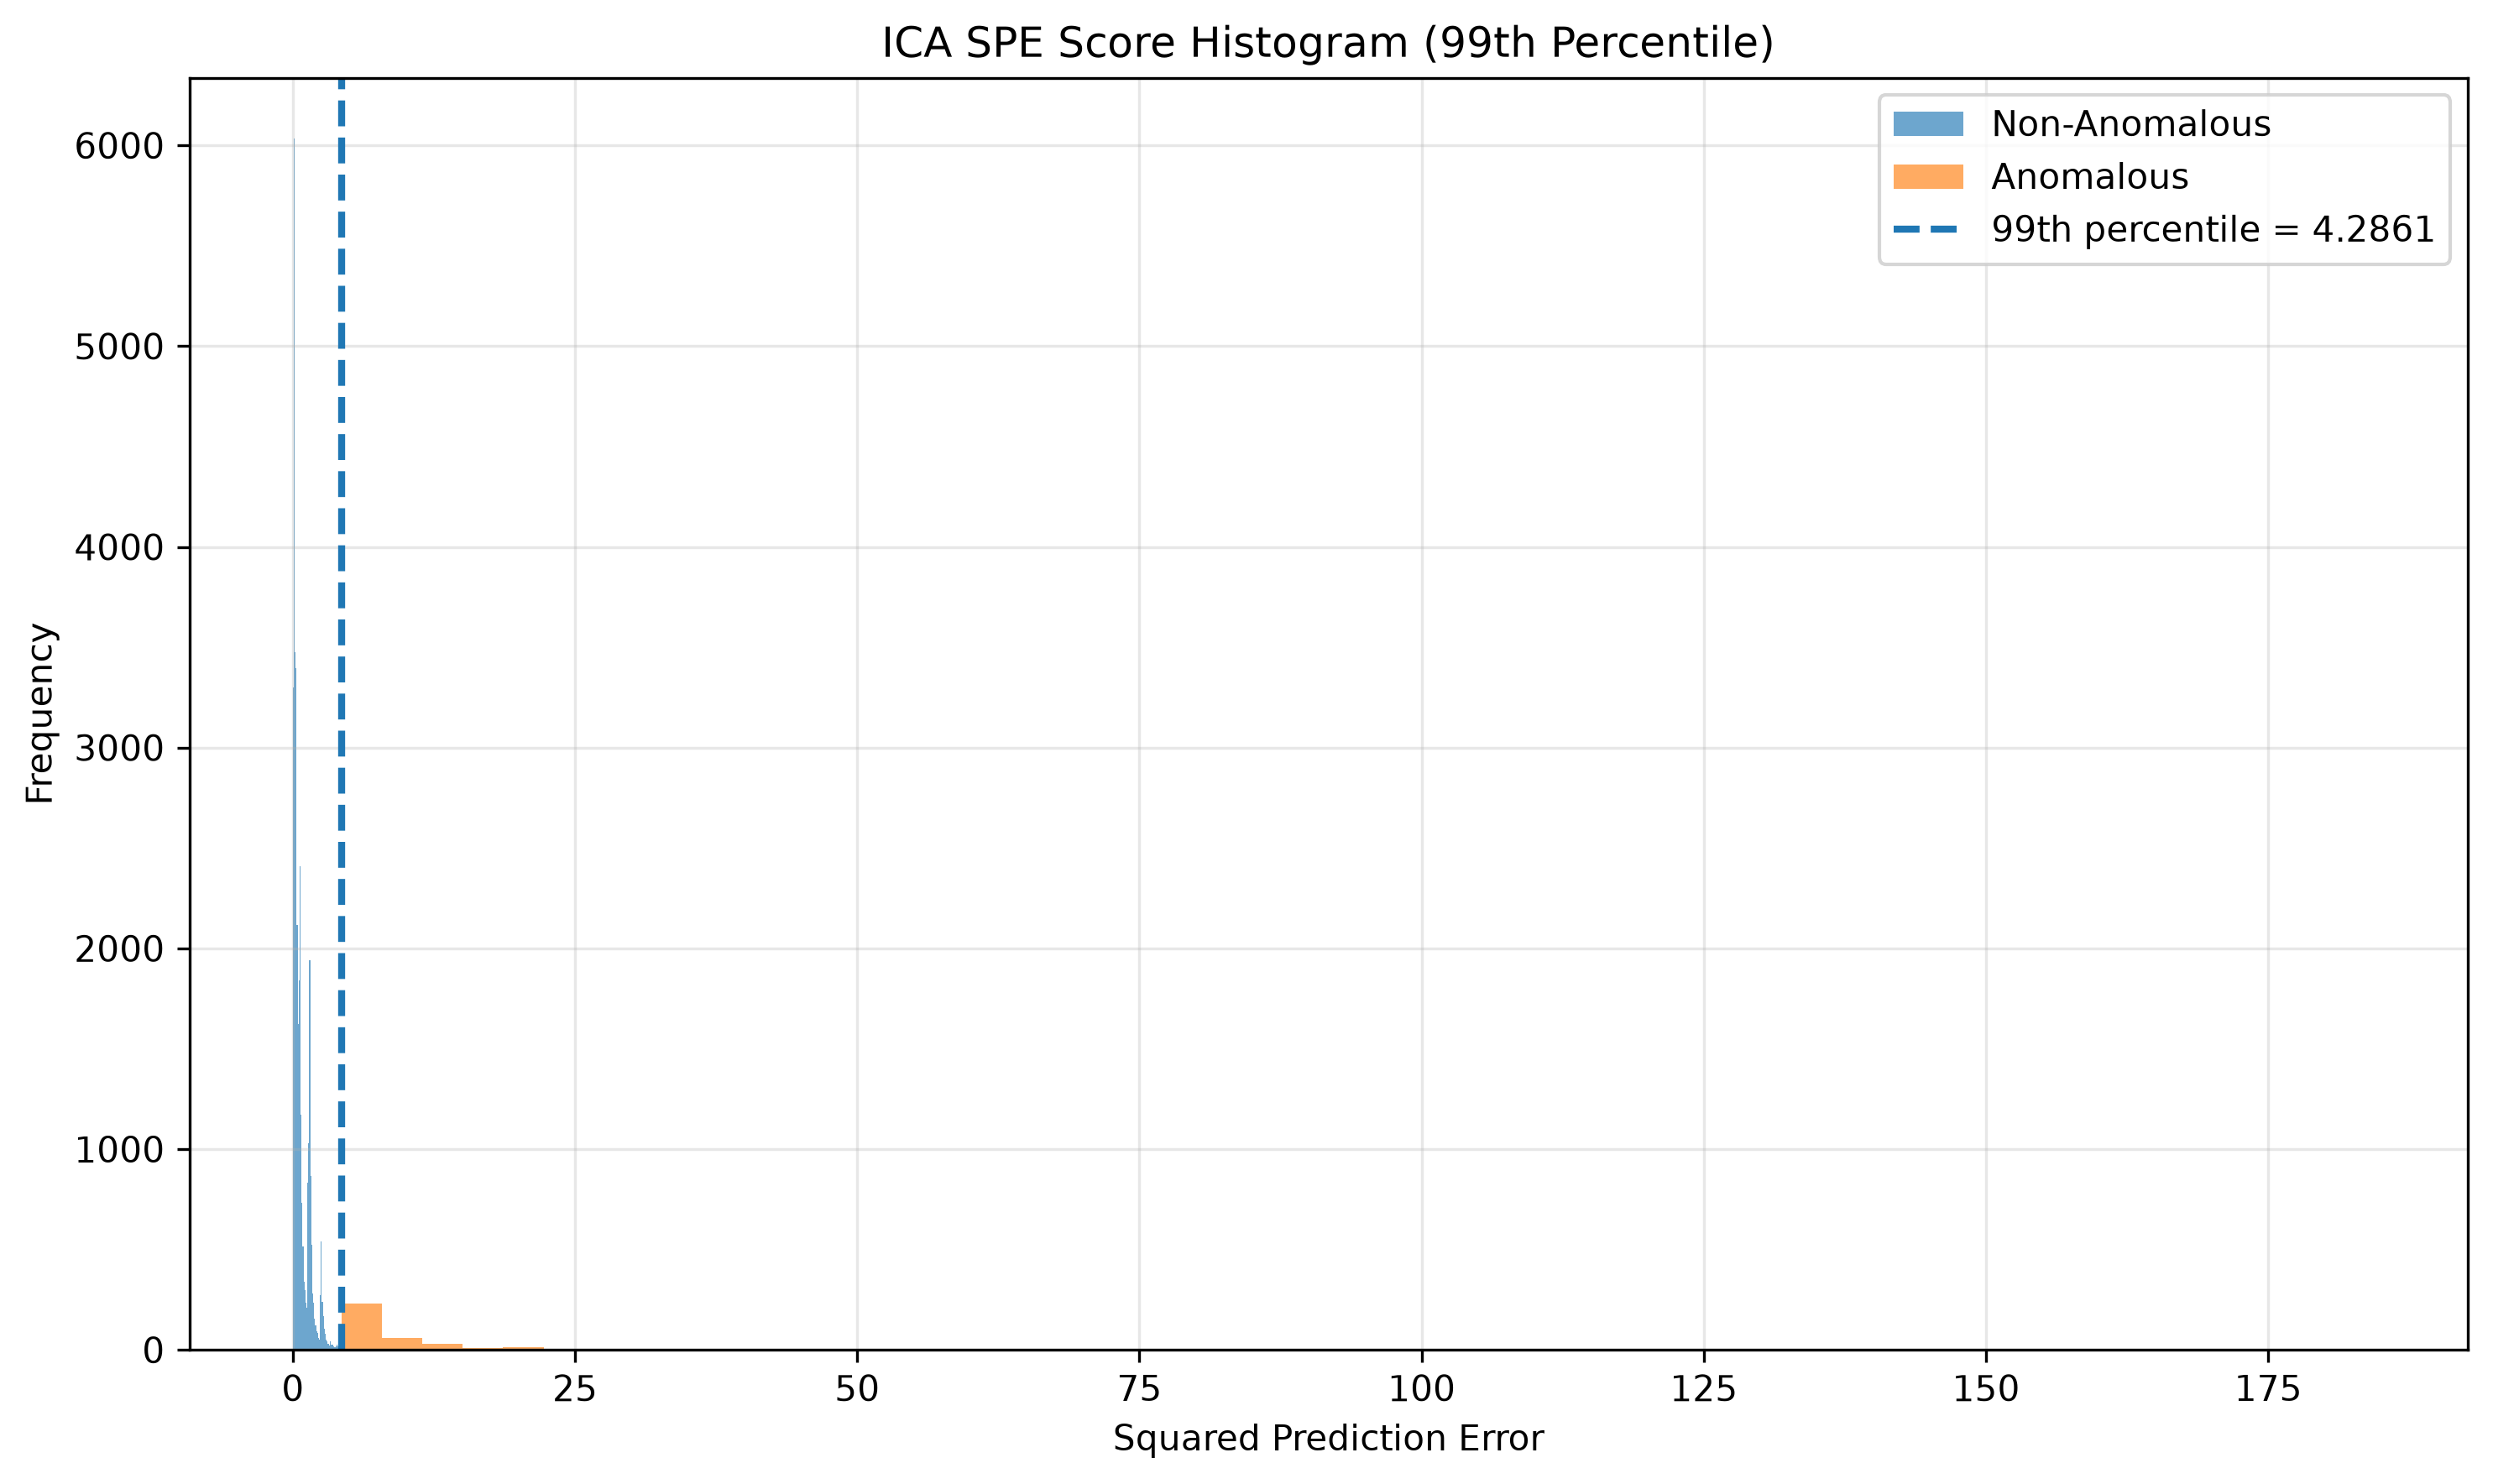 ICA SPE Score Histogram (99th Percentile)
Non-Anomalous
Anomalous
99th percentile = 4.2861
Frequency
6000
5000
4000
3000
2000
1000
0
0 25 50 75 100 125 150 175
Squared Prediction Error